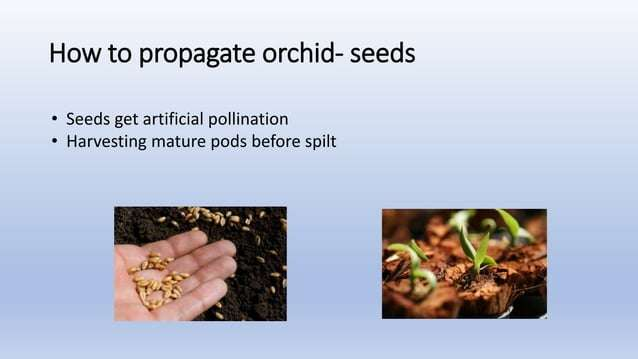 How to propagate orchid- seeds
• Seeds get artificial pollination
• Harvesting mature pods before spilt